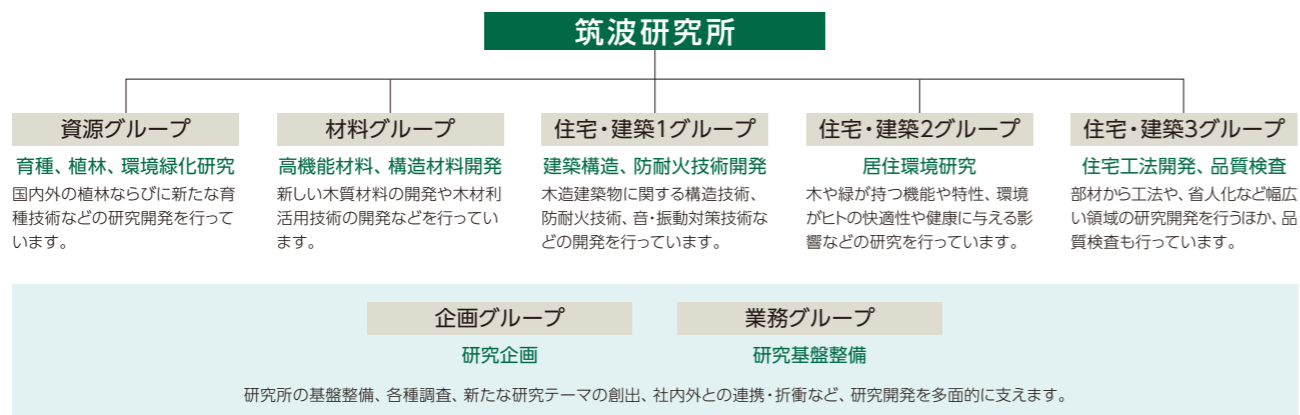 筑波研究所
資源グループ
育種、植林、環境緑化研究
国内外の植林ならびに新たな育
種技術などの研究開発を行って
います。
材料グループ
高機能材料、構造材料開発
新しい木質材料の開発や木材利
活用技術の開発などを行ってい
ます。
住宅・建築1グループ
建築構造、防耐火技術開発
木造建築物に関する構造技術、
防耐火技術、音・振動対策技術な
どの開発を行っています。
住宅・建築2グループ
居住環境研究
木や緑が持つ機能や特性、環境
がヒトの快適性や健康に与える影
響などの研究を行っています。
住宅・建築3グループ
住宅工法開発、品質検査
部材から工法や、省人化など幅広
い領域の研究開発を行うほか、品
質検査も行っています。
企画グループ
研究企画
業務グループ
研究基盤整備
研究所の基盤整備、各種調査、新たな研究テーマの創出、社内外との連携・折衝など、研究開発を多面的に支えます。